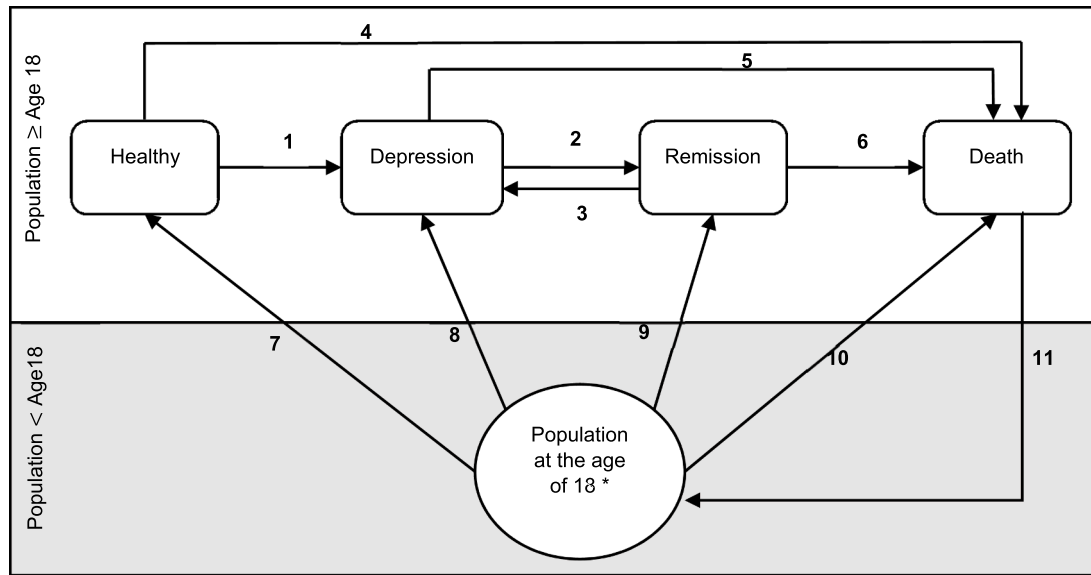 4
5
Population ≥ Age 18
Healthy
1
Depression
2
3
Remission
6
Death
7
8
9
10
11
Population < Age18
Population
at the age
of 18 *